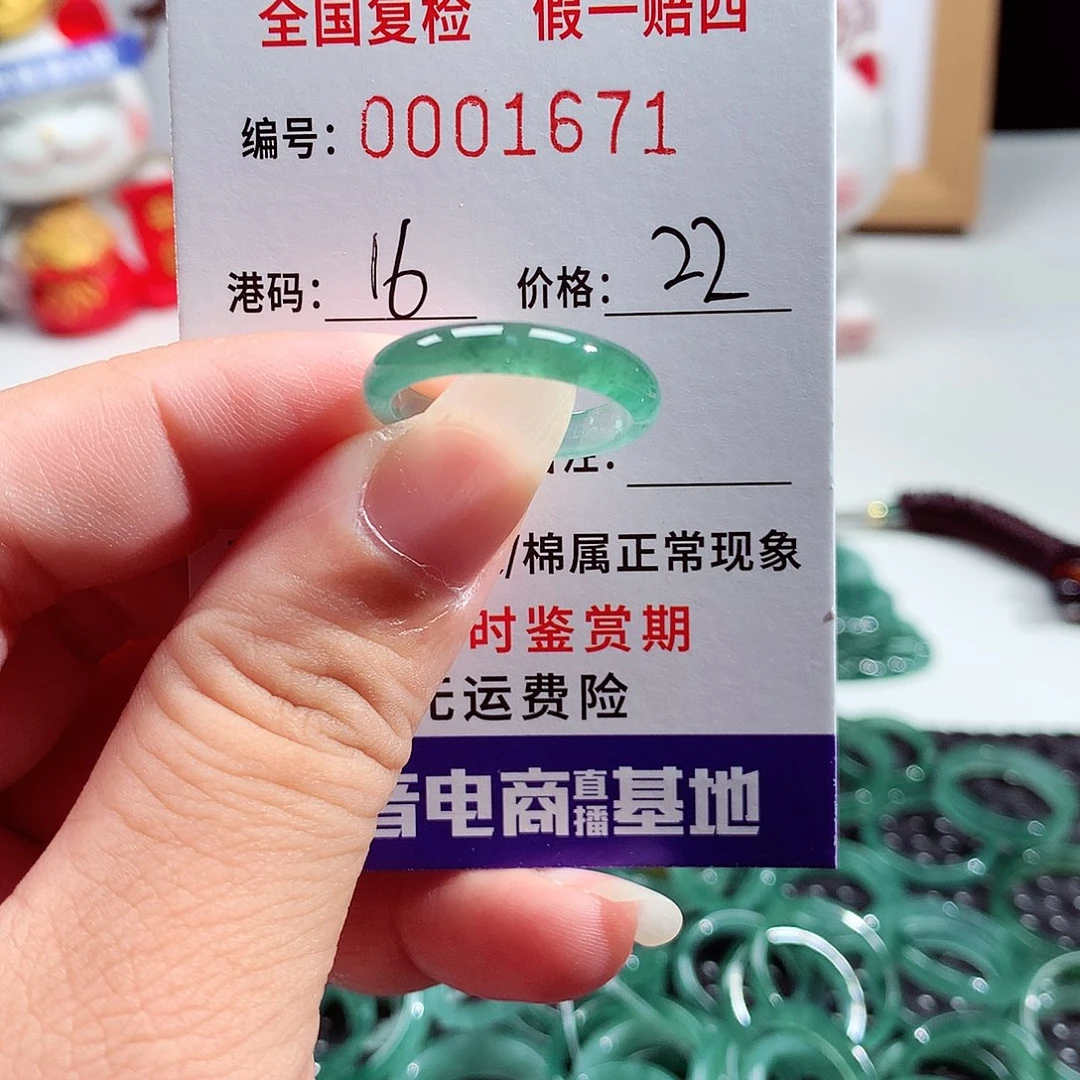 全国复检 假一赔四
编号：0001671
港码：16 价格：22
注：
/棉属正常现象
时鉴赏期
运费险
音电商直播基地